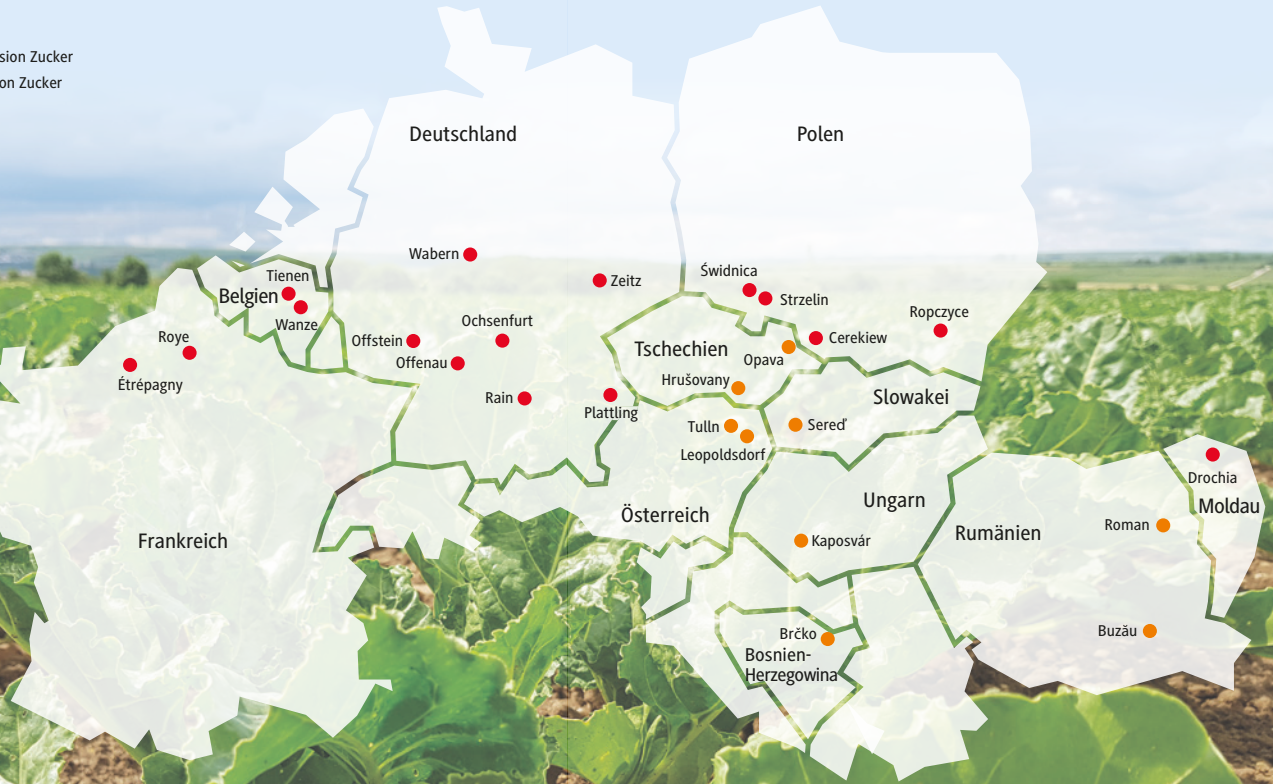 sion Zucker
on Zucker
Deutschland
Polen
Wabern
Zeitz
Świdnica
Strzelin
Tienen
Belgien
Wanze
Roye
Étrépagny
Offstein
Ochsenfurt
Offenau
Rain
Plattling
Tschechien
Opava
Cerekiew
Ropczyce
Hrušovany
Slowakei
Tulln
Leopoldsdorf
Sereď
Drochia
Moldau
Frankreich
Österreich
Ungarn
Rumänien
Roman
Kaposvár
Buzău
Brčko
Bosnien-
Herzegowina